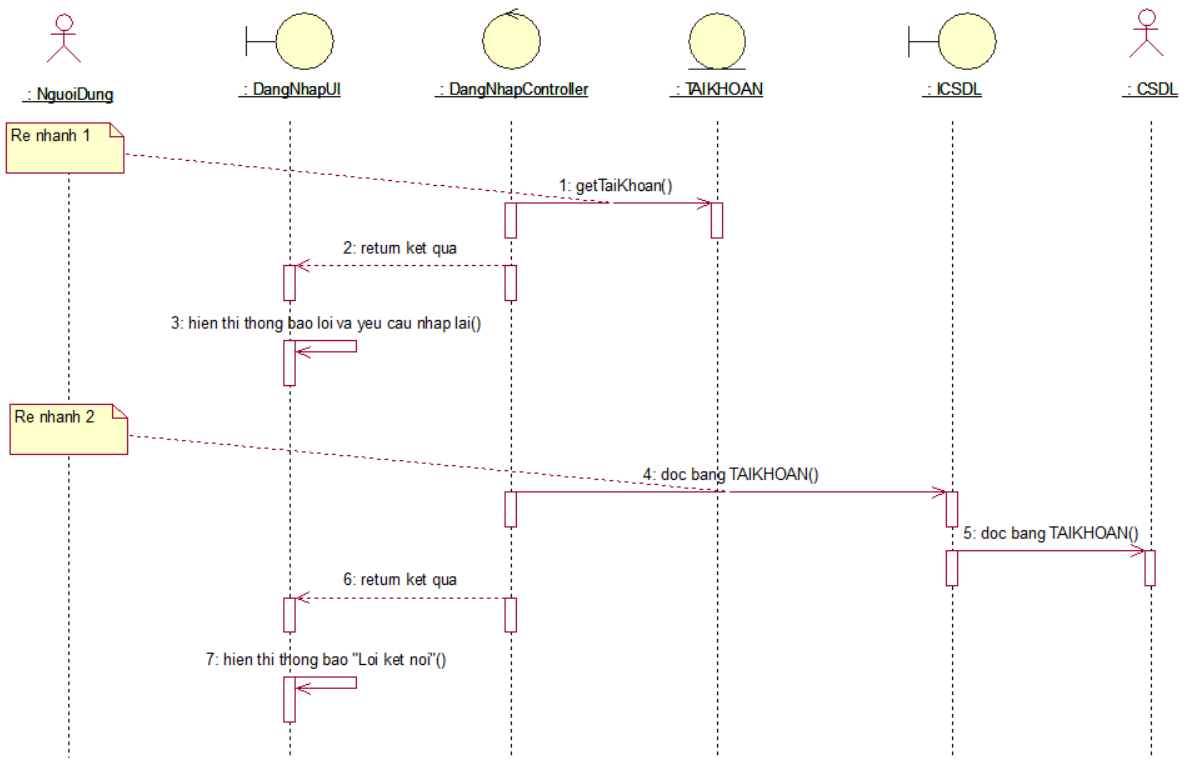 : NguoiDung
: DangNhapUI
: DangNhapController
: TAIKHOAN
: ICSDL
: CSDL
Re nhanh 1
1: getTaiKhoan()
2: return ket qua
3: hien thi thong bao loi va yeu cau nhap lai()
Re nhanh 2
4: doc bang TAIKHOAN()
5: doc bang TAIKHOAN()
6: return ket qua
7: hien thi thong bao "Loi ket noi"()